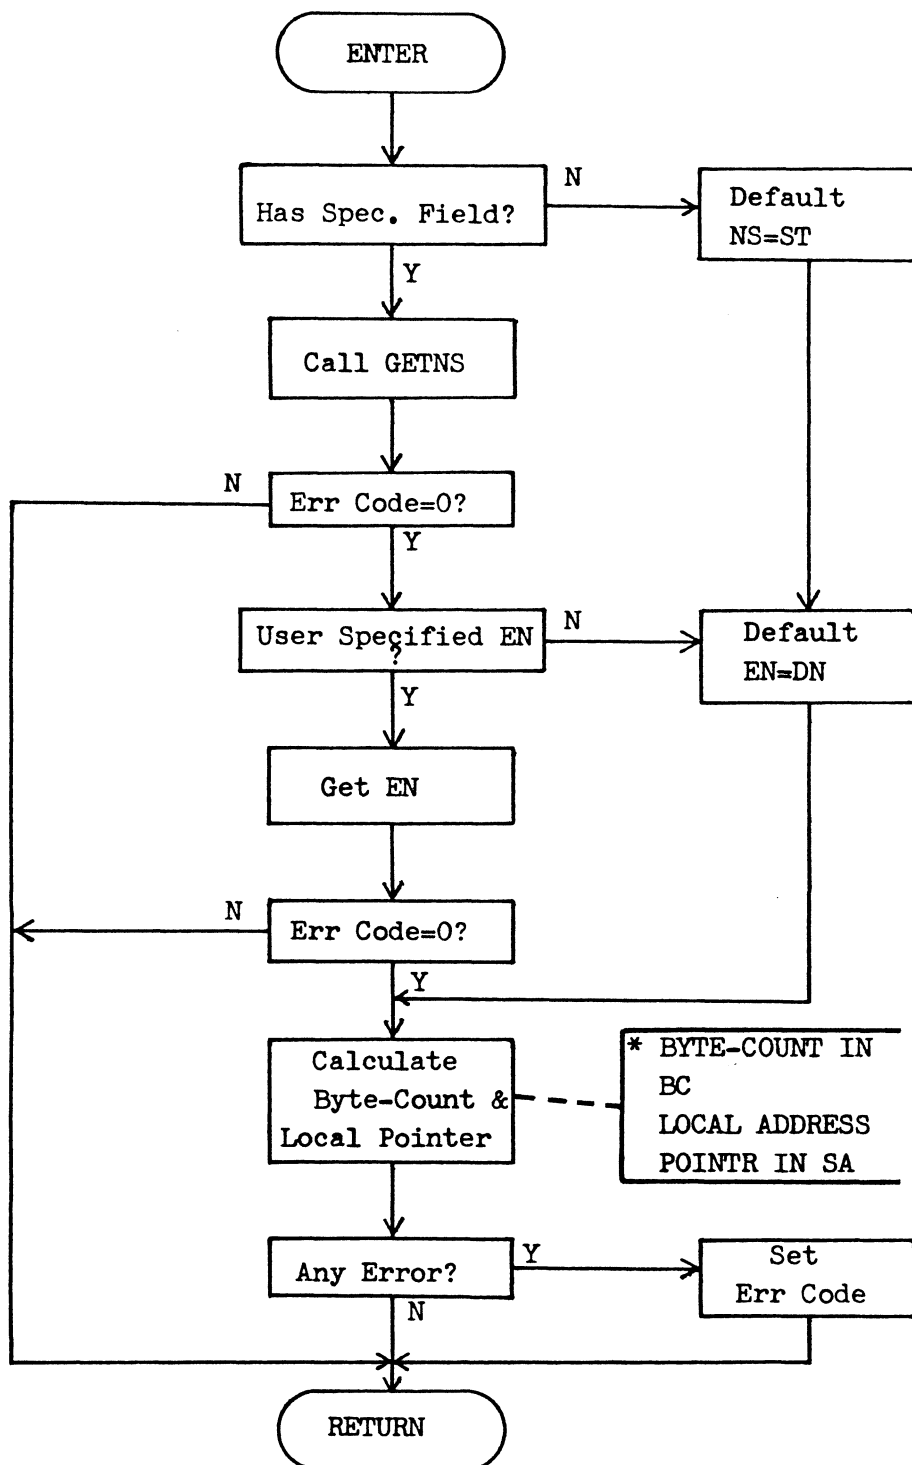 ENTER
Has Spec. Field?
N
Default
NS=ST
Y
Call GETNS
N
Err Code=0?
Y
User Specified EN
?
N
Default
EN=DN
Y
Get EN
N
Err Code=0?
Y
Calculate
Byte-Count &
Local Pointer
* BYTE-COUNT IN
BC
LOCAL ADDRESS
POINTR IN SA
Any Error?
Y
Set
Err Code
N
RETURN